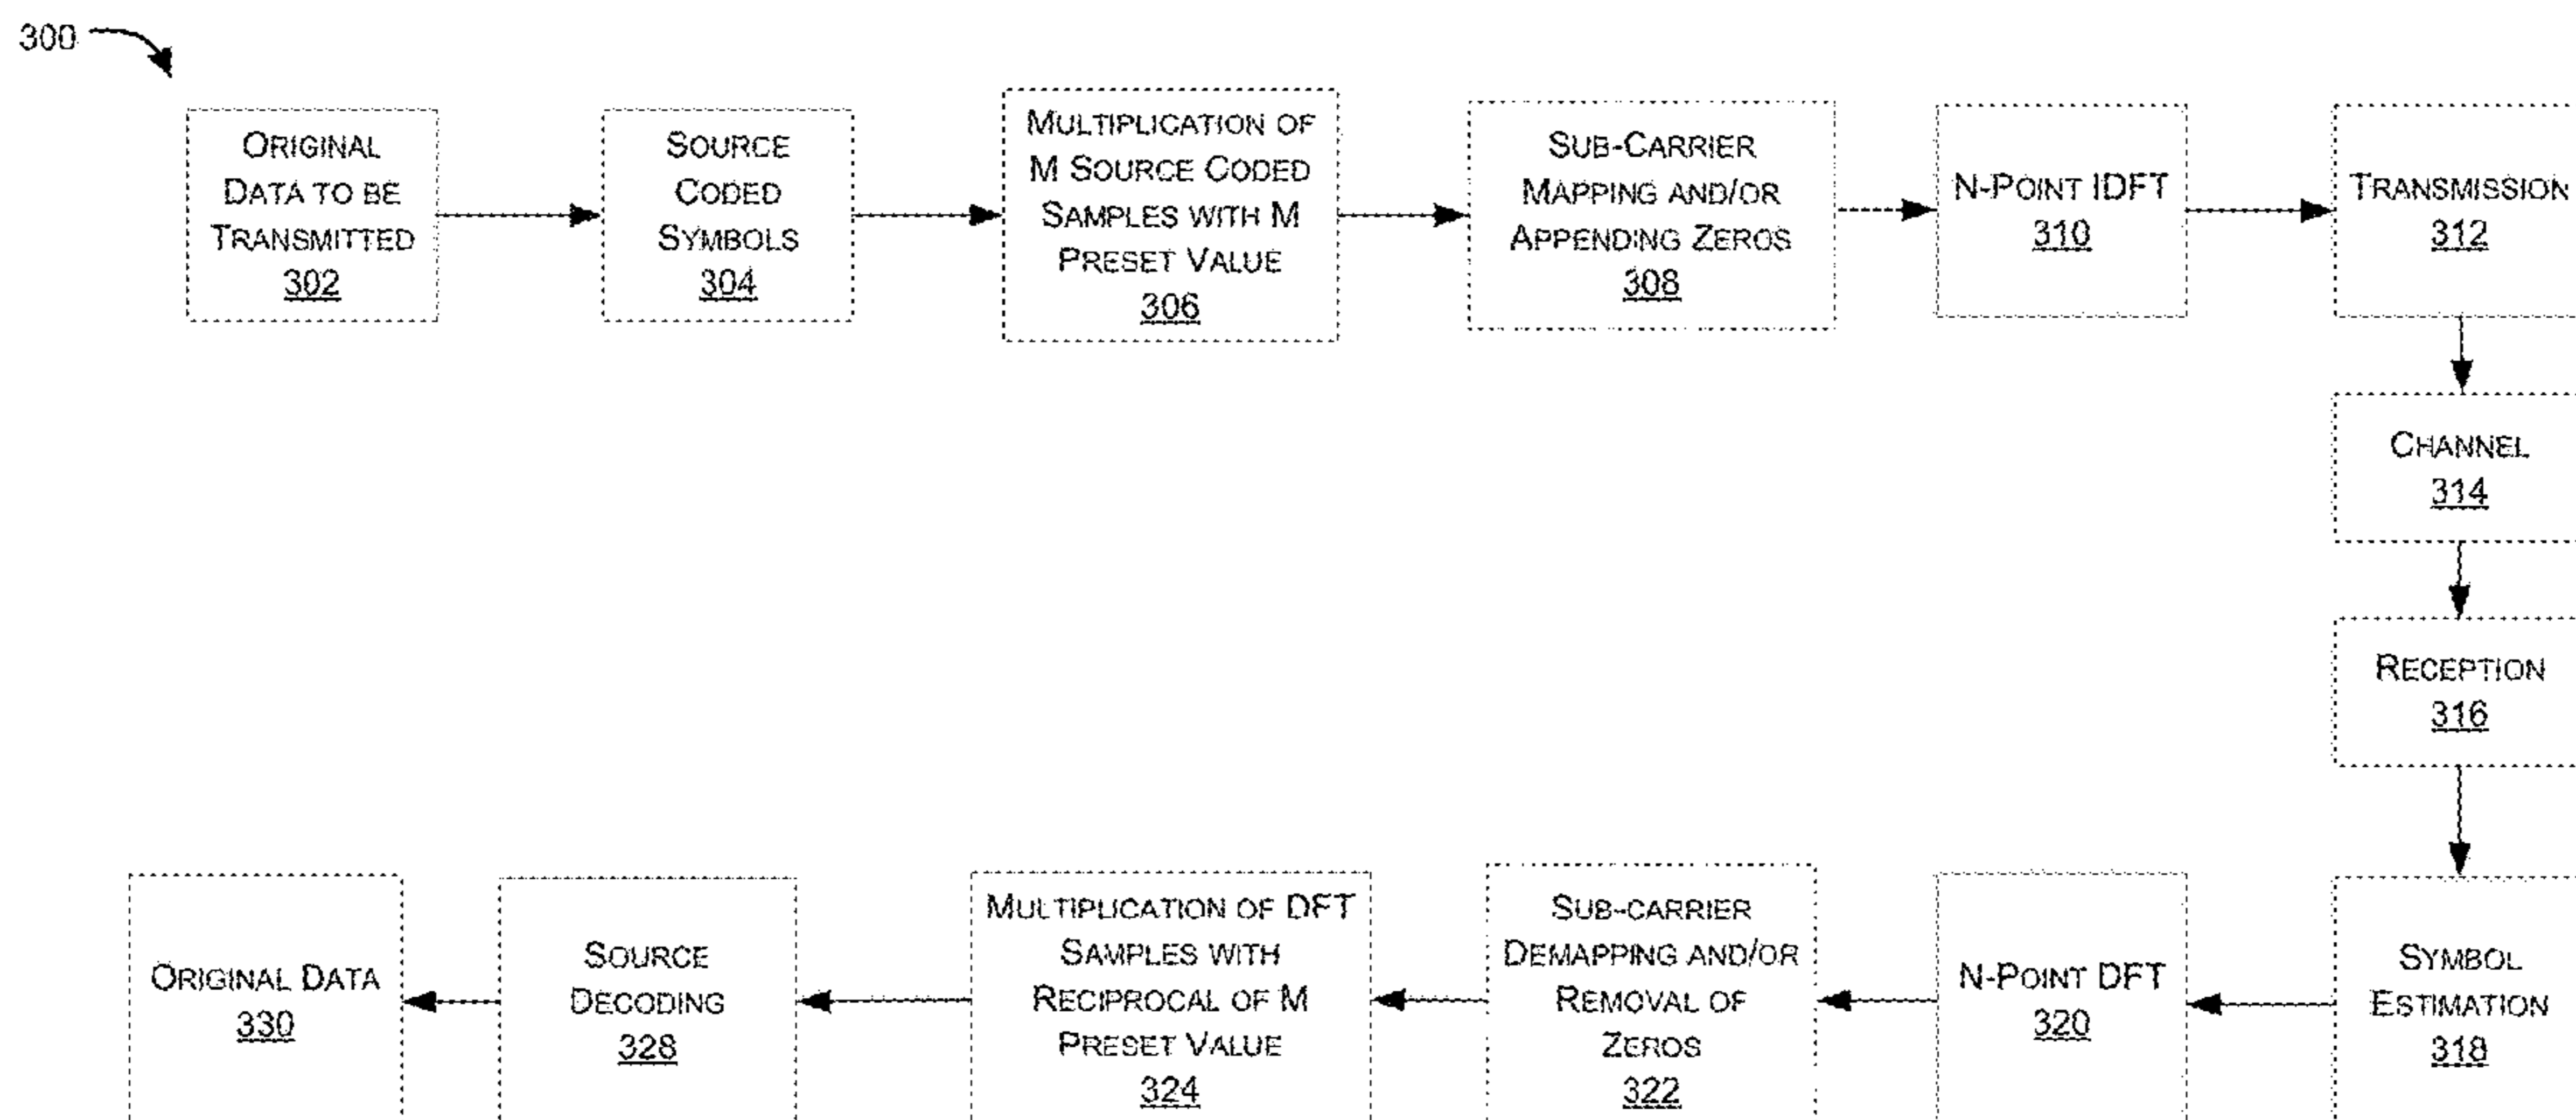 300
ORIGINAL
DATA TO BE
TRANSMITTED
302
SOURCE
CODED
SYMBOLS
304
MULTIPLICATION OF
M SOURCE CODED
SAMPLES WITH M
PRESET VALUE
306
SUB-CARRIER
MAPPING AND/OR
APPENDING ZEROS
308
N-POINT IDFT
310
TRANSMISSION
312
CHANNEL
314
RECEPTION
316
SYMBOL
ESTIMATION
318
N-POINT DFT
320
SUB-CARRIER
DEMAPPING AND/OR
REMOVAL OF
ZEROS
322
MULTIPLICATION OF DFT
SAMPLES WITH
RECIPROCAL OF M
PRESET VALUE
324
SOURCE
DECODING
328
ORIGINAL DATA
330